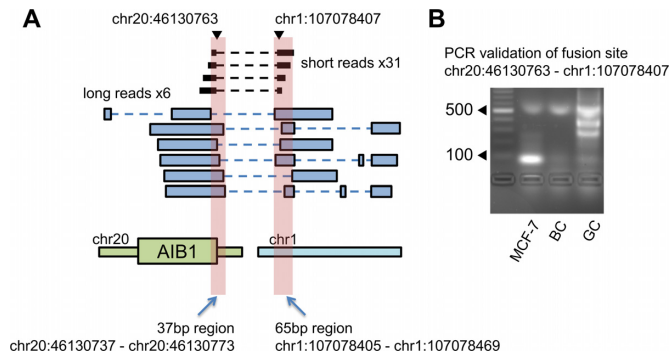 A
chr20:46130763
chr1:107078407
short reads x31
long reads x6
chr20
AIB1
chr1
37bp region
chr20:46130737 - chr20:46130773
65bp region
chr1:107078405 - chr1:107078469
B
PCR validation of fusion site
chr20:46130763 - chr1:107078407
500
100
MCF-7
BC
GC